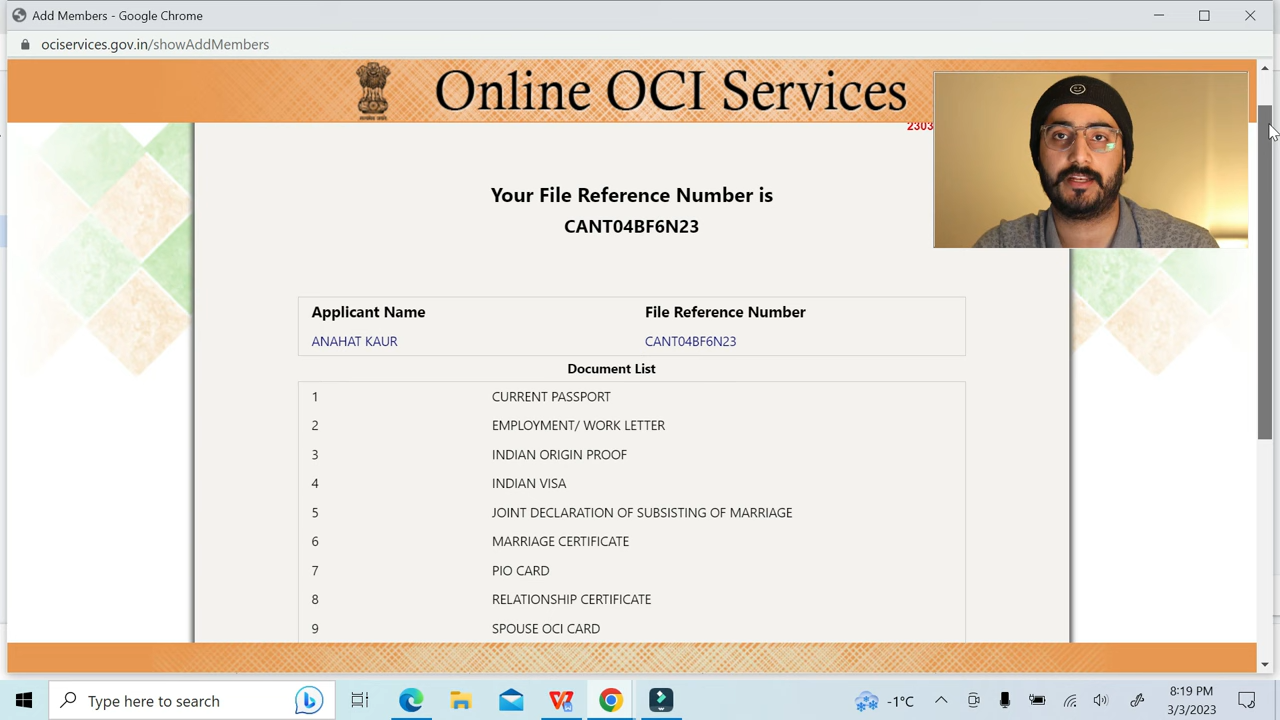 Add Members - Google Chrome
ociservices.gov.in/showAddMembers
Online OCI Services
2303
Your File Reference Number is
CANT04BF6N23
Applicant Name File Reference Number
ANAHAT KAUR CANT04BF6N23
Document List
1 CURRENT PASSPORT
2 EMPLOYMENT/ WORK LETTER
3 INDIAN ORIGIN PROOF
4 INDIAN VISA
5 JOINT DECLARATION OF SUBSISTING OF MARRIAGE
6 MARRIAGE CERTIFICATE
7 PIO CARD
8 RELATIONSHIP CERTIFICATE
9 SPOUSE OCI CARD
Type here to search
-1°C
8:19 PM
3/3/2023